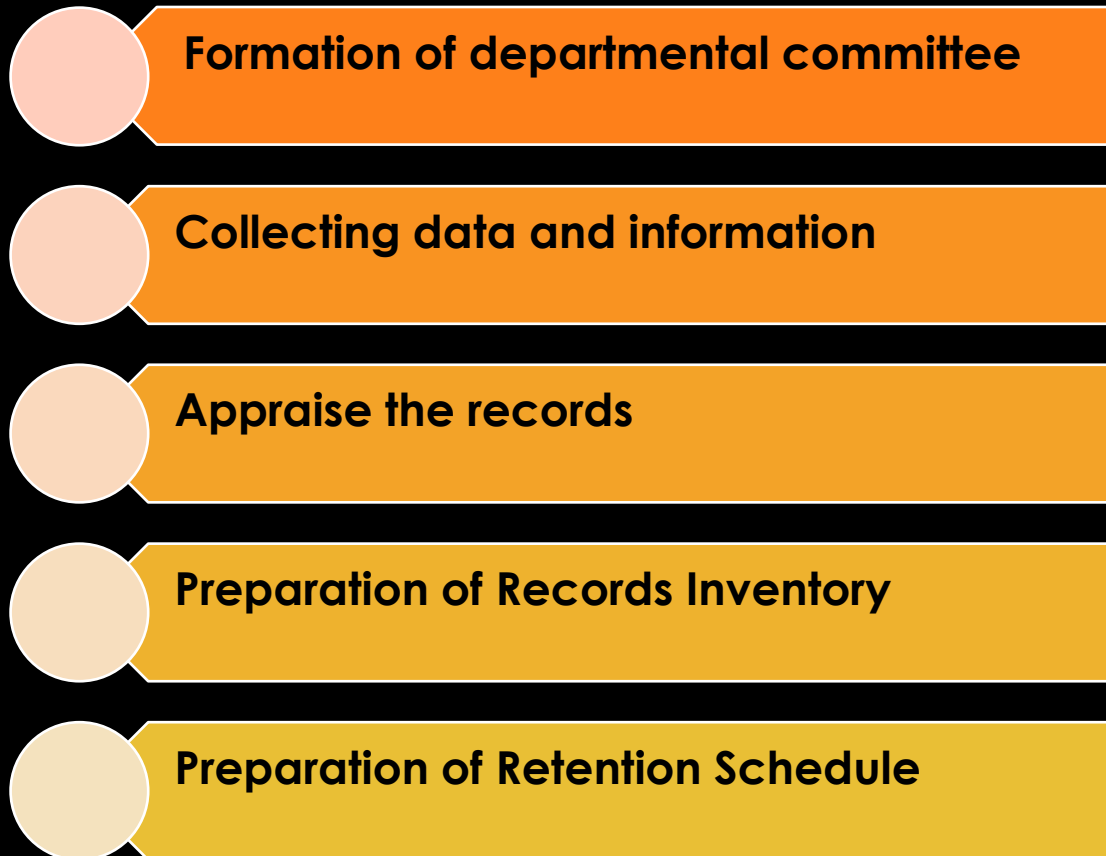 Formation of departmental committee
Collecting data and information
Appraise the records
Preparation of Records Inventory
Preparation of Retention Schedule